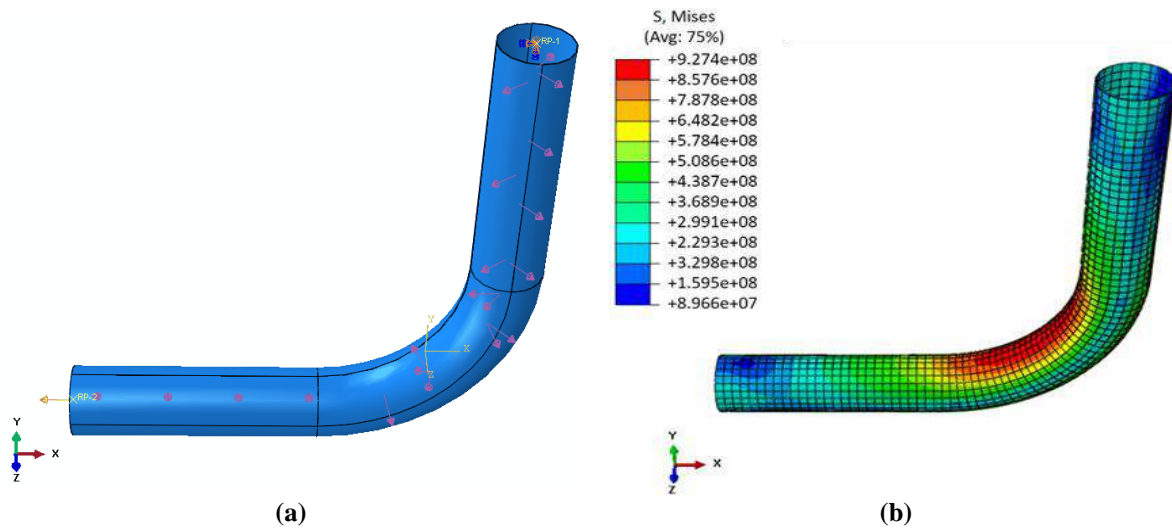 RP-1
Y
X
Z
RP-2
Y
X
Z
(a)
S, Mises
(Avg: 75%)
+9.274e+08
+8.576e+08
+7.878e+08
+6.482e+08
+5.784e+08
+5.086e+08
+4.387e+08
+3.689e+08
+2.991e+08
+2.293e+08
+3.298e+08
+1.595e+08
+8.966e+07
Y
X
Z
(b)